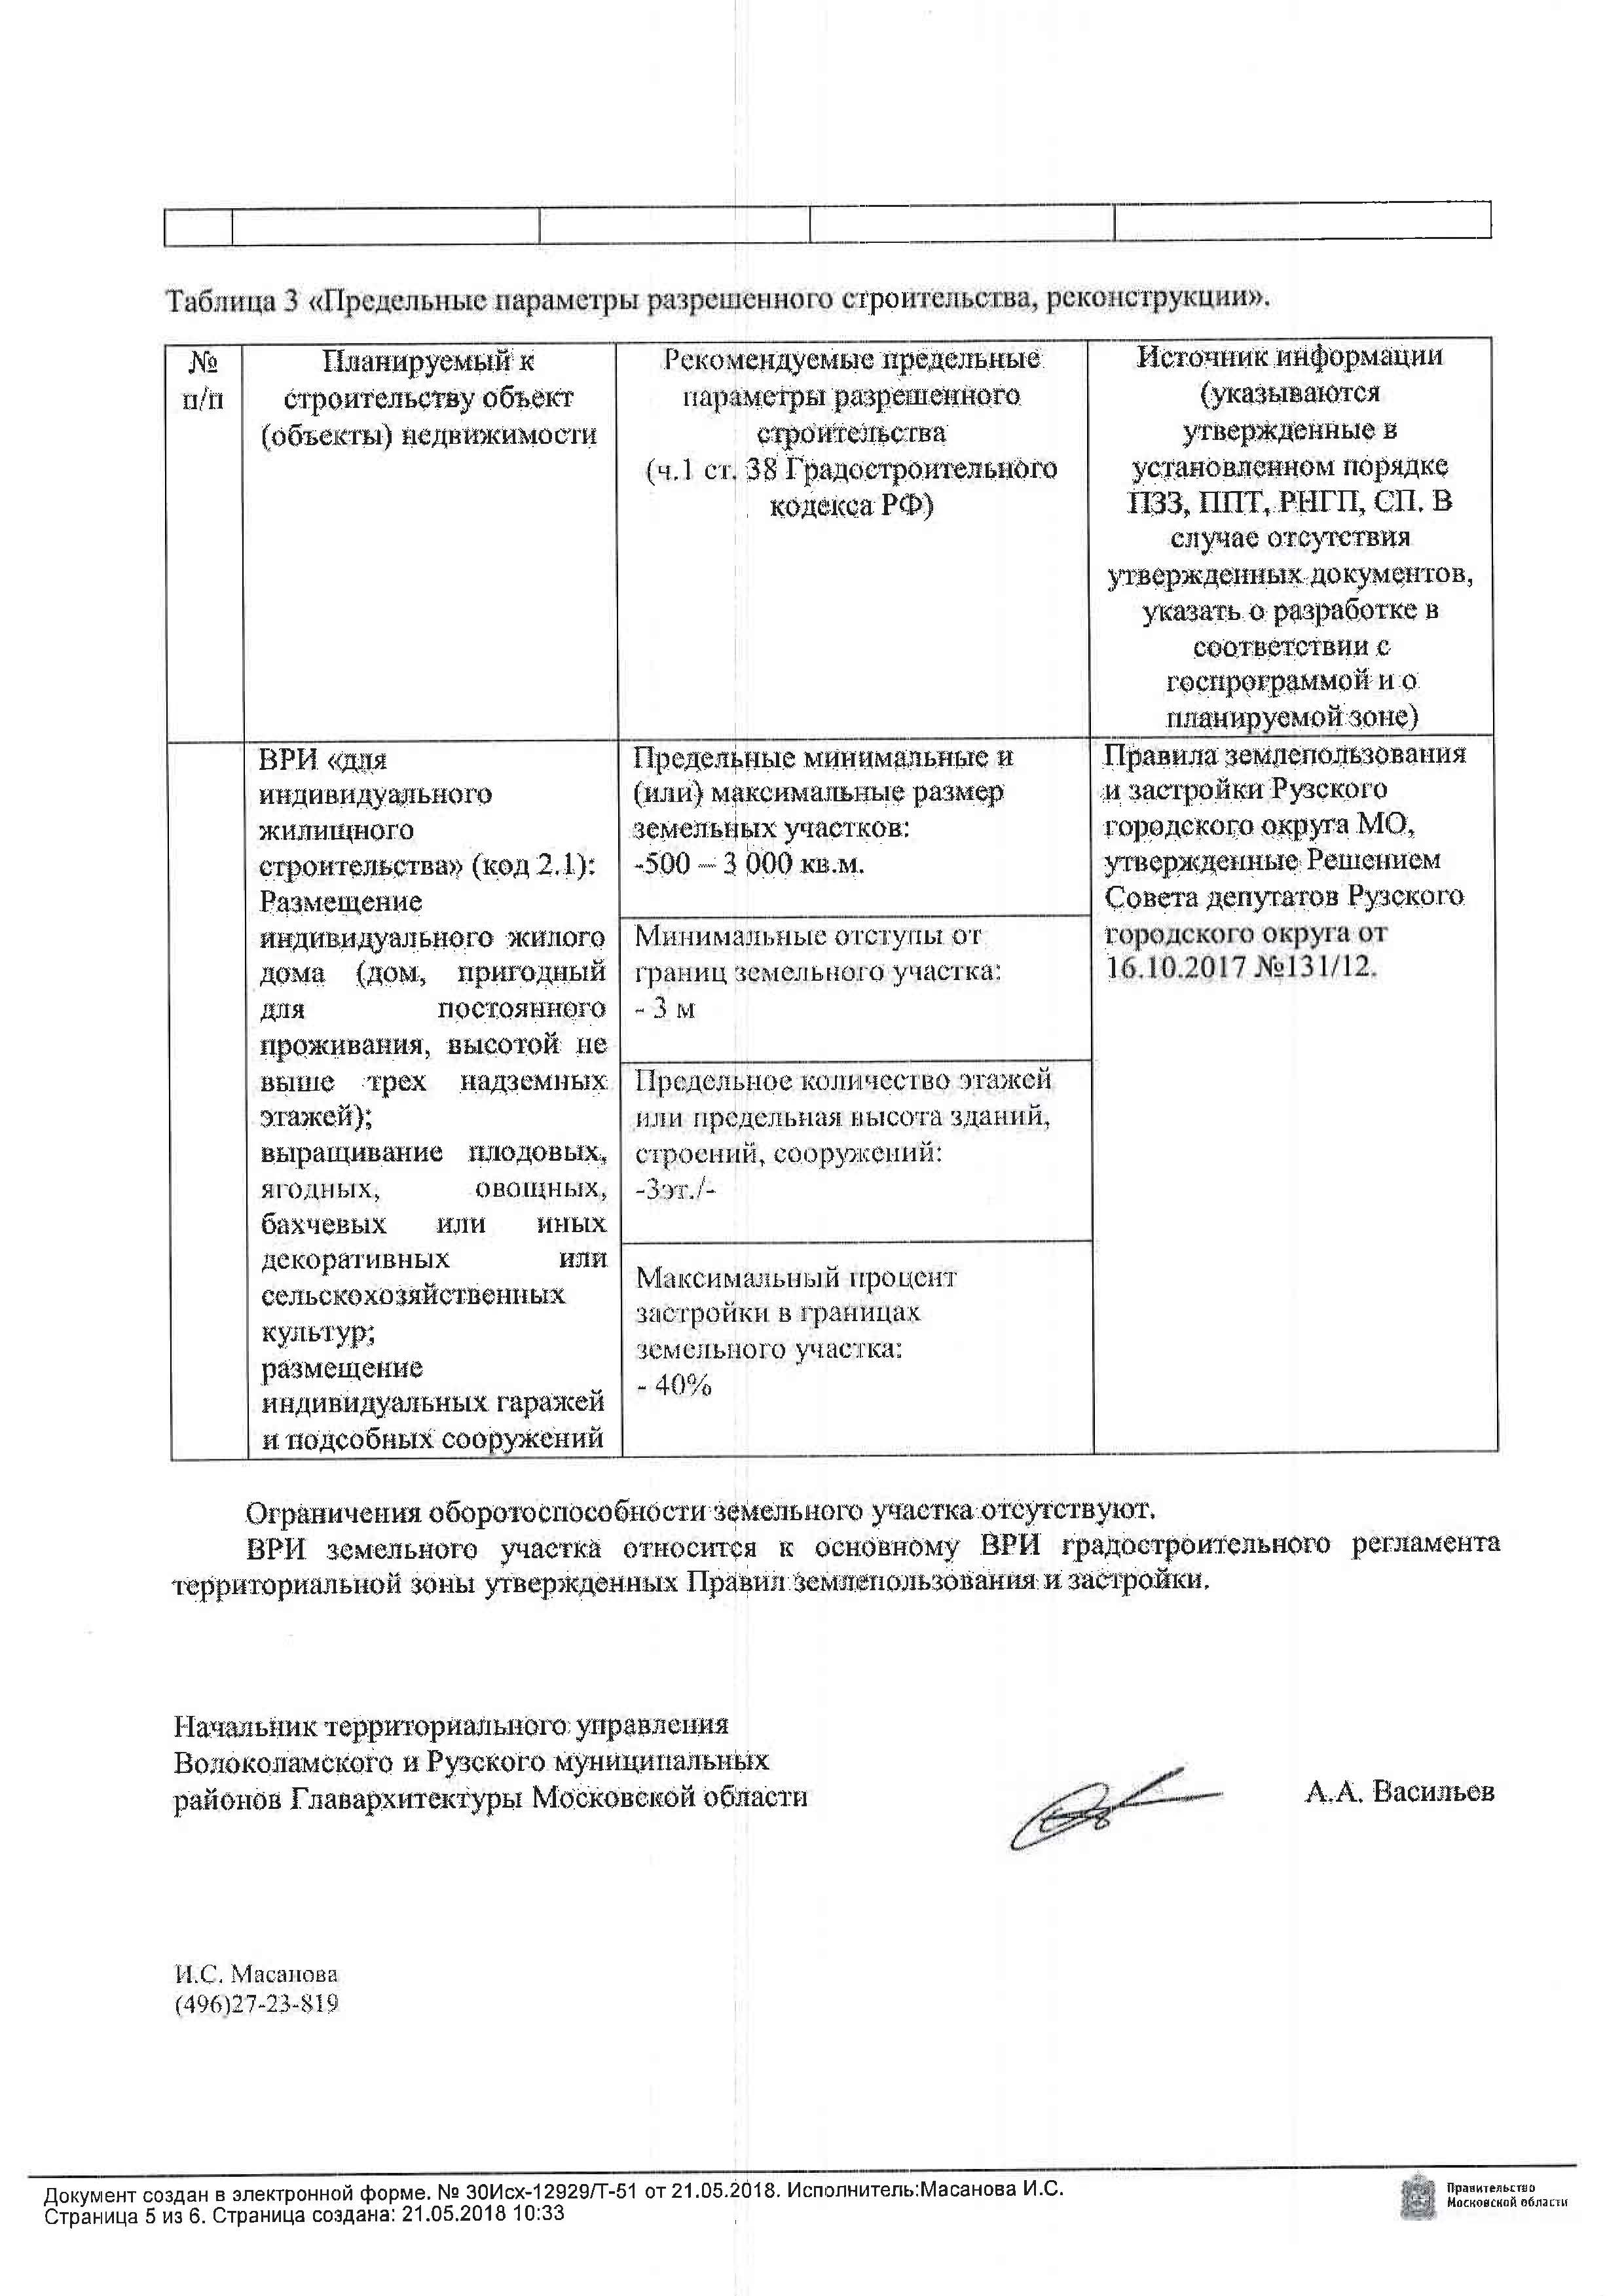 Таблица 3 «Предельные параметры разрешенного строительства, реконструкции».
№
п/п
Планируемый к
строительству объект
(объекты) недвижимости
Рекомендуемые предельные
параметры разрешенного
строительства
(ч.1 ст. 38 Градостроительного
кодекса РФ)
Источник информации
(указываются
утвержденные в
установленном порядке
ПЗЗ, ППТ, РНГП, СП. В
случае отсутствия
утвержденных документов,
указать о разработке в
соответствии с
госпрограммой и о
планируемой зоне)
ВРИ «для
индивидуального
жилищного
строительства» (код 2.1):
Размещение
индивидуального жилого
дома (дом, пригодный
для постоянного
проживания, высотой не
выше трех надземных
этажей);
выращивание плодовых,
ягодных, овощных,
бахчевых или иных
декоративных или
сельскохозяйственных
культур;
размещение
индивидуальных гаражей
и подсобных сооружений
Предельные минимальные и
(или) максимальные размер
земельных участков:
-500 – 3 000 кв.м.
Минимальные отступы от
границ земельного участка:
- 3 м
Предельное количество этажей
или предельная высота зданий,
строений, сооружений:
-3эт./-
Максимальный процент
застройки в границах
земельного участка:
- 40%
Правила землепользования
и застройки Рузского
городского округа МО,
утвержденные Решением
Совета депутатов Рузского
городского округа от
16.10.2017 №131/12.
Ограничения оборотоспособности земельного участка отсутствуют.
ВРИ земельного участка относится к основному ВРИ градостроительного регламента
территориальной зоны утвержденных Правил землепользования и застройки.
Начальник территориального управления
Волоколамского и Рузского муниципальных
районов Главархитектуры Московской области
А.А. Васильев
И.С. Масанова
(496)27-23-819
Документ создан в электронной форме. № 30Исх-12929/Т-51 от 21.05.2018. Исполнитель:Масанова И.С.
Страница 5 из 6. Страница создана: 21.05.2018 10:33
Правительство
Московской области